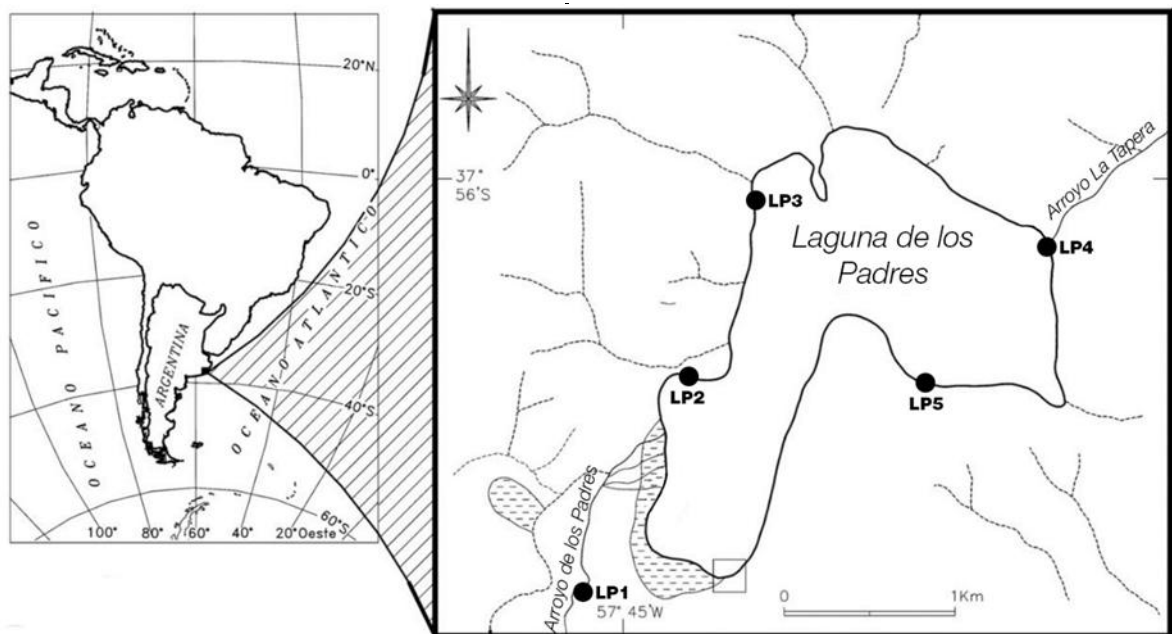 20°N
0°
20°S
40°S
60°S
100°
80°
60°
40°
20°Oeste
OCEANO PACIFICO
OCEANO ATLANTICO
ARGENTINA
37°
56°S
LP3
Arroyo La Tapera
Laguna de los
Padres
LP4
LP2
LP5
Arroyo de los Padres
LP1
57° 45'W
0
1Km